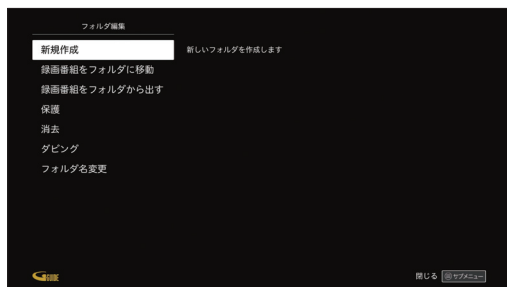 フォルダ編集
新規作成
新しいフォルダを作成します
録画番組をフォルダに移動
録画番組をフォルダから出す
保護
消去
ダビング
フォルダ名変更
GUIDE
閉じる サブメニュー